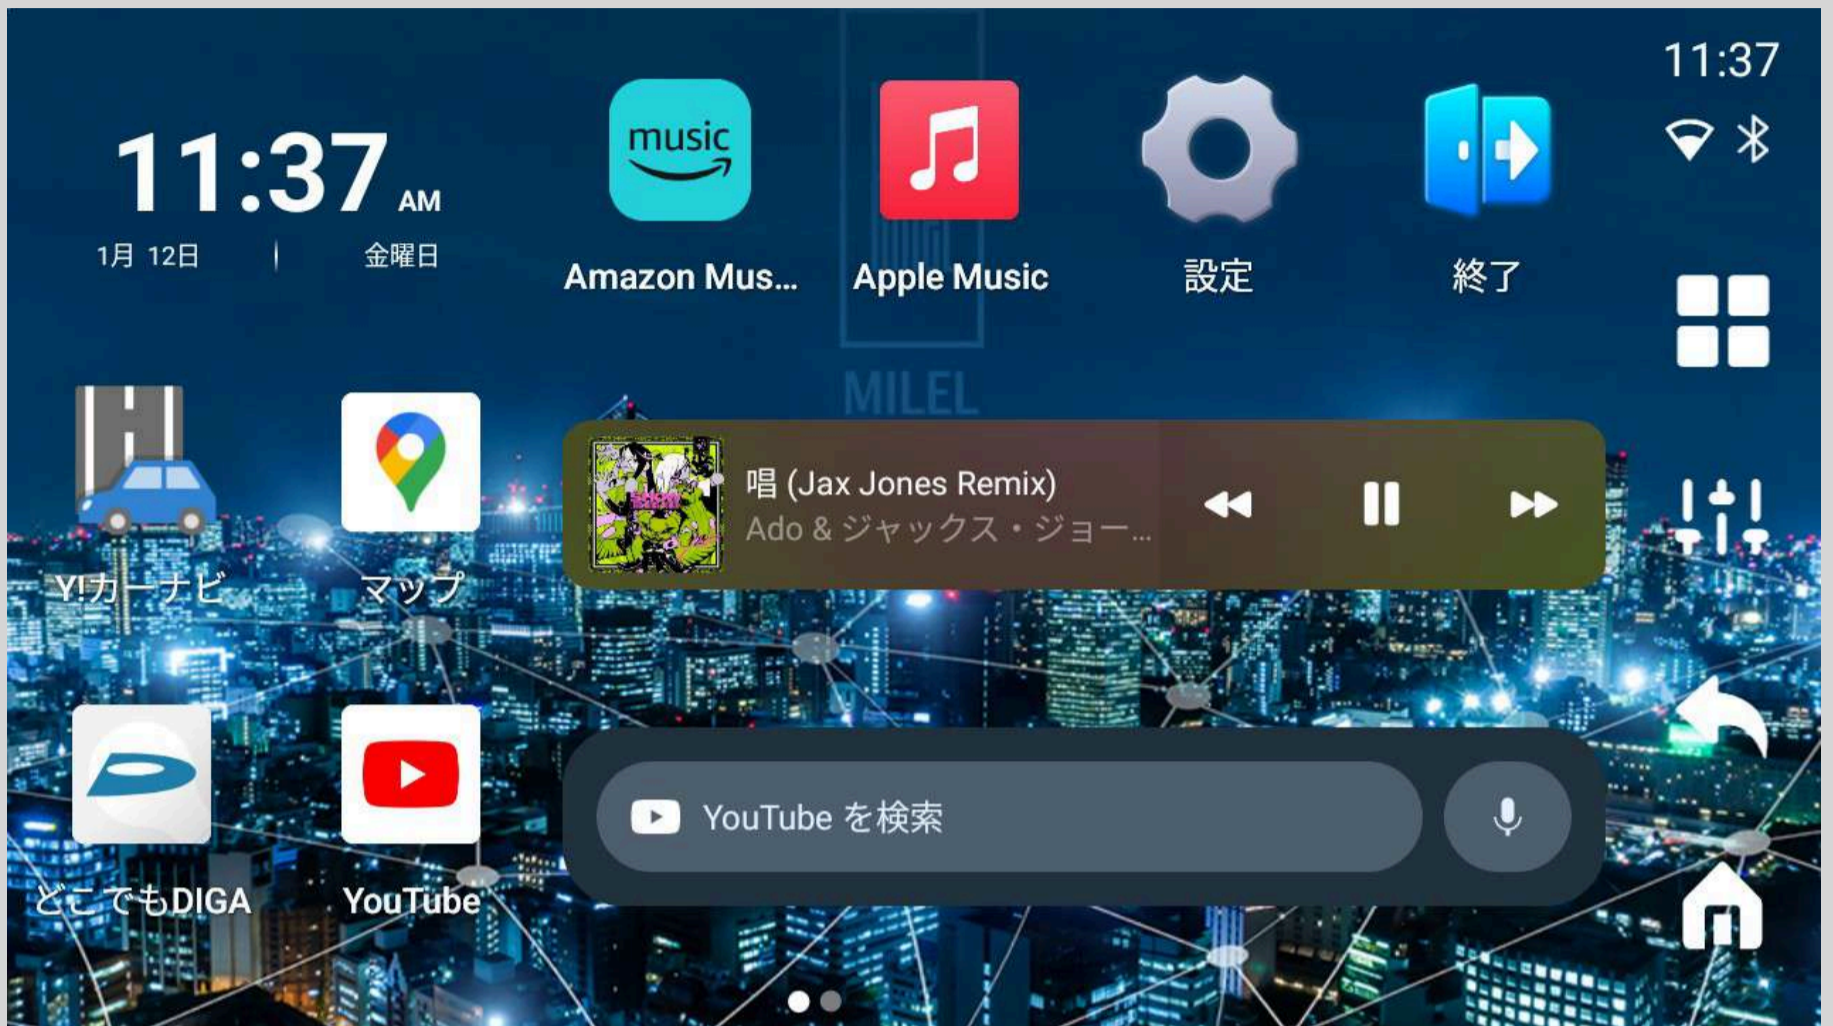 11:37
11:37 AM
1月 12日 | 金曜日
music
Amazon Mus...
Apple Music
設定
終了
MILEL
唱 (Jax Jones Remix)
Ado & ジャックス・ジョー...
Y!カーナビ
マップ
YouTube を検索
どこでもDIGA
YouTube